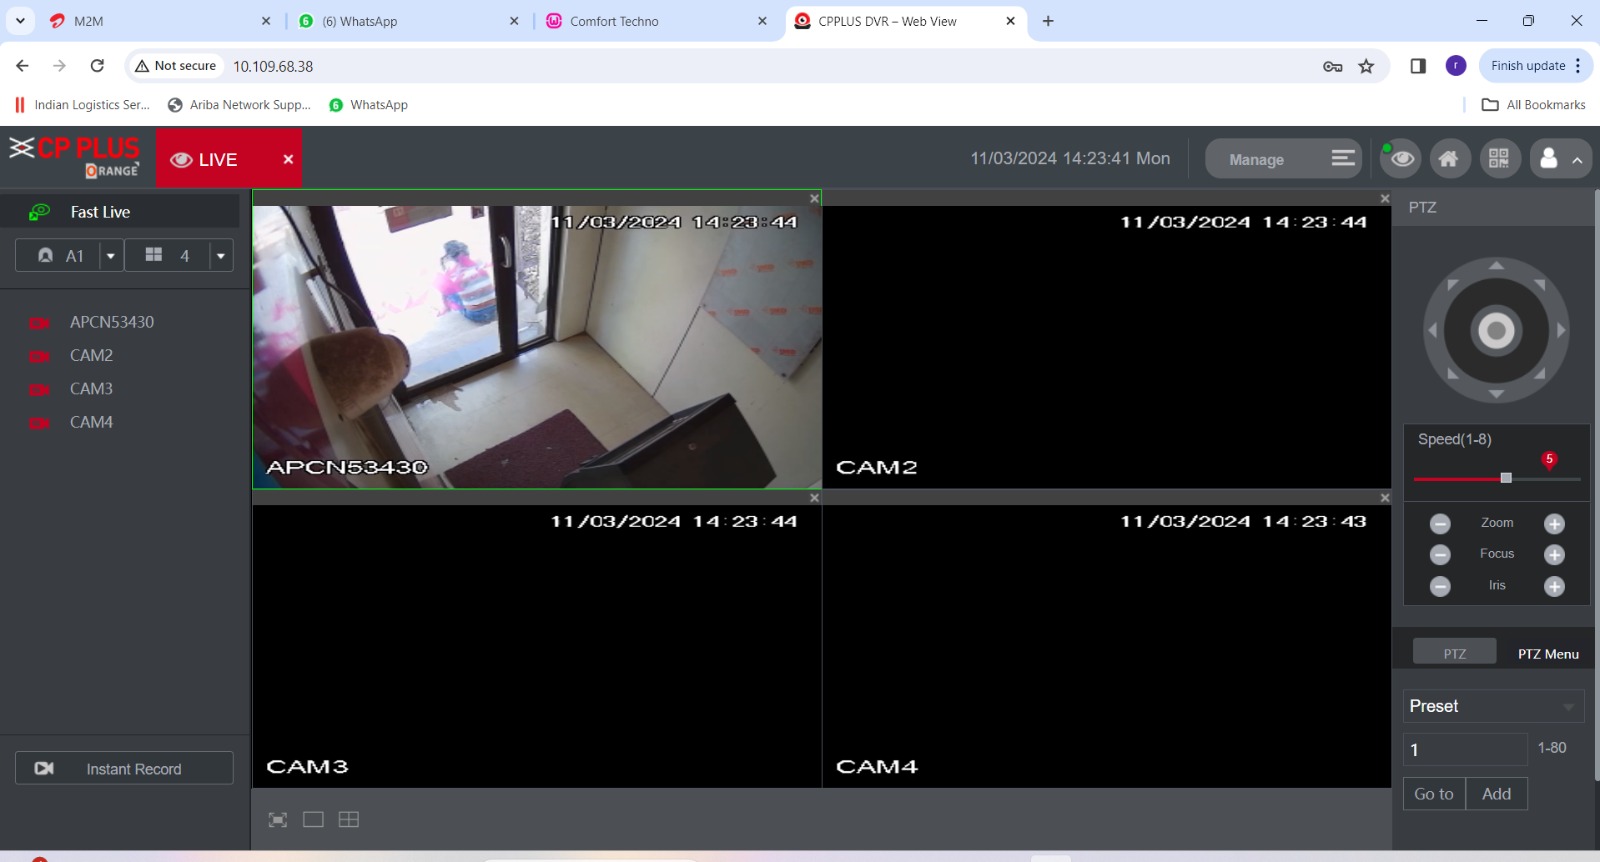 M2M
(6) WhatsApp
Comfort Techno
CPPLUS DVR – Web View
Not secure
10.109.68.38
r
Finish update
Indian Logistics Ser...
Ariba Network Supp...
6
WhatsApp
All Bookmarks
CP PLUS
ORANGE
LIVE
11/03/2024 14:23:41 Mon
Manage
Fast Live
A1
4
APCN53430
CAM2
CAM3
CAM4
Instant Record
11/03/2024 14:23:44
APCN53430
11/03/2024 14:23:44
CAM2
11/03/2024 14:23:44
CAM3
11/03/2024 14:23:43
CAM4
PTZ
Speed(1-8)
5
Zoom
Focus
Iris
PTZ
PTZ Menu
Preset
1
1-80
Go to
Add